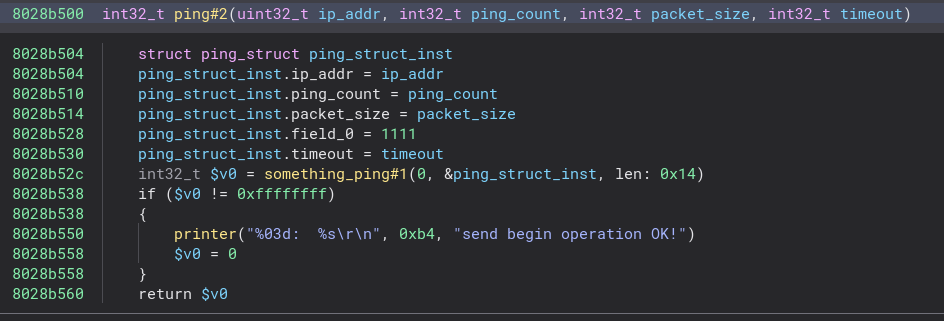 8028b500 int32_t ping#2(uint32_t ip_addr, int32_t ping_count, int32_t packet_size, int32_t timeout)
8028b504 struct ping_struct ping_struct_inst
8028b504 ping_struct_inst.ip_addr = ip_addr
8028b510 ping_struct_inst.ping_count = ping_count
8028b514 ping_struct_inst.packet_size = packet_size
8028b528 ping_struct_inst.field_0 = 1111
8028b530 ping_struct_inst.timeout = timeout
8028b52c int32_t $v0 = something_ping#1(0, &ping_struct_inst, len: 0x14)
8028b538 if ($v0 != 0xffffffff)
8028b538 {
8028b550 printer("%03d:  %s\r\n", 0xb4, "send begin operation OK!")
8028b558 $v0 = 0
8028b558 }
8028b560 return $v0